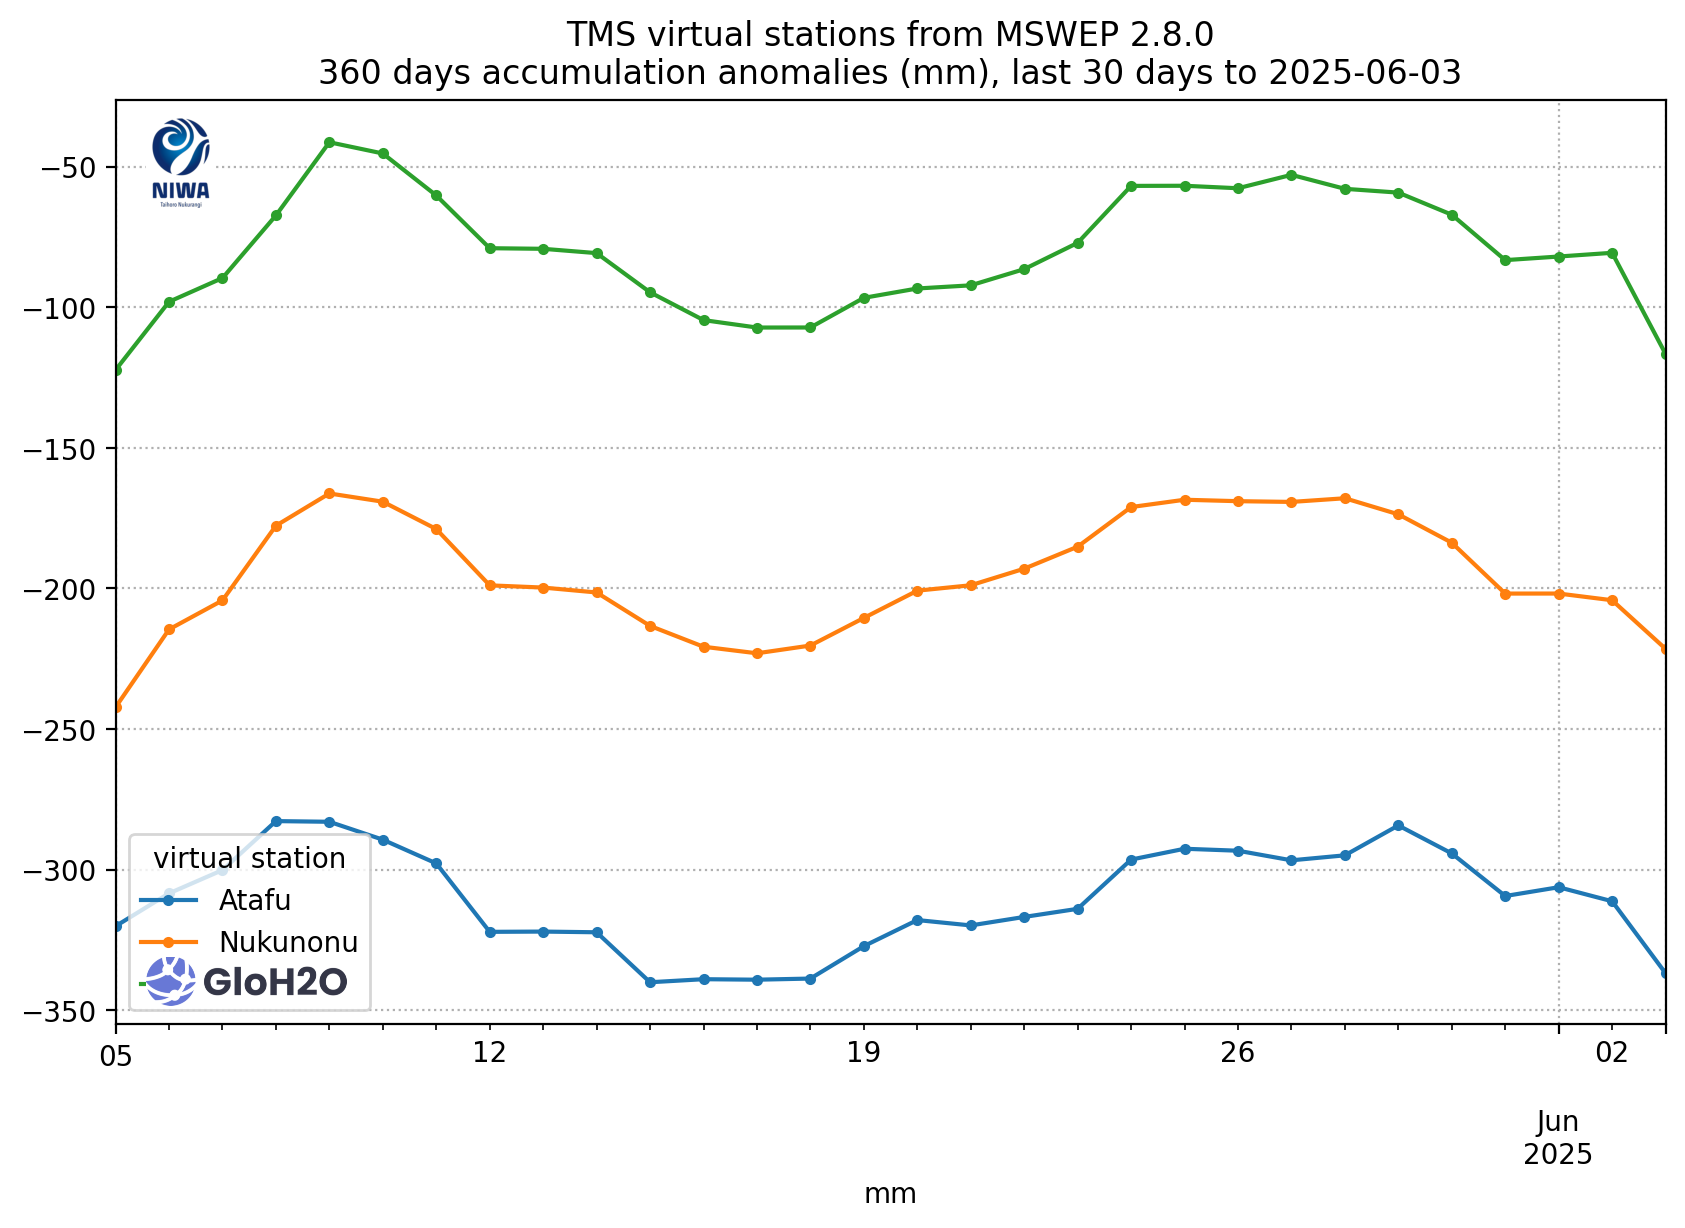 TMS virtual stations from MSWEP 2.8.0
360 days accumulation anomalies (mm), last 30 days to 2025-06-03
NIWA
Taihoro Nukurangi
−50
−100
−150
−200
−250
−300
−350
virtual station
Atafu
Nukunonu
GloH2O
05
12
19
26
02
Jun
2025
mm